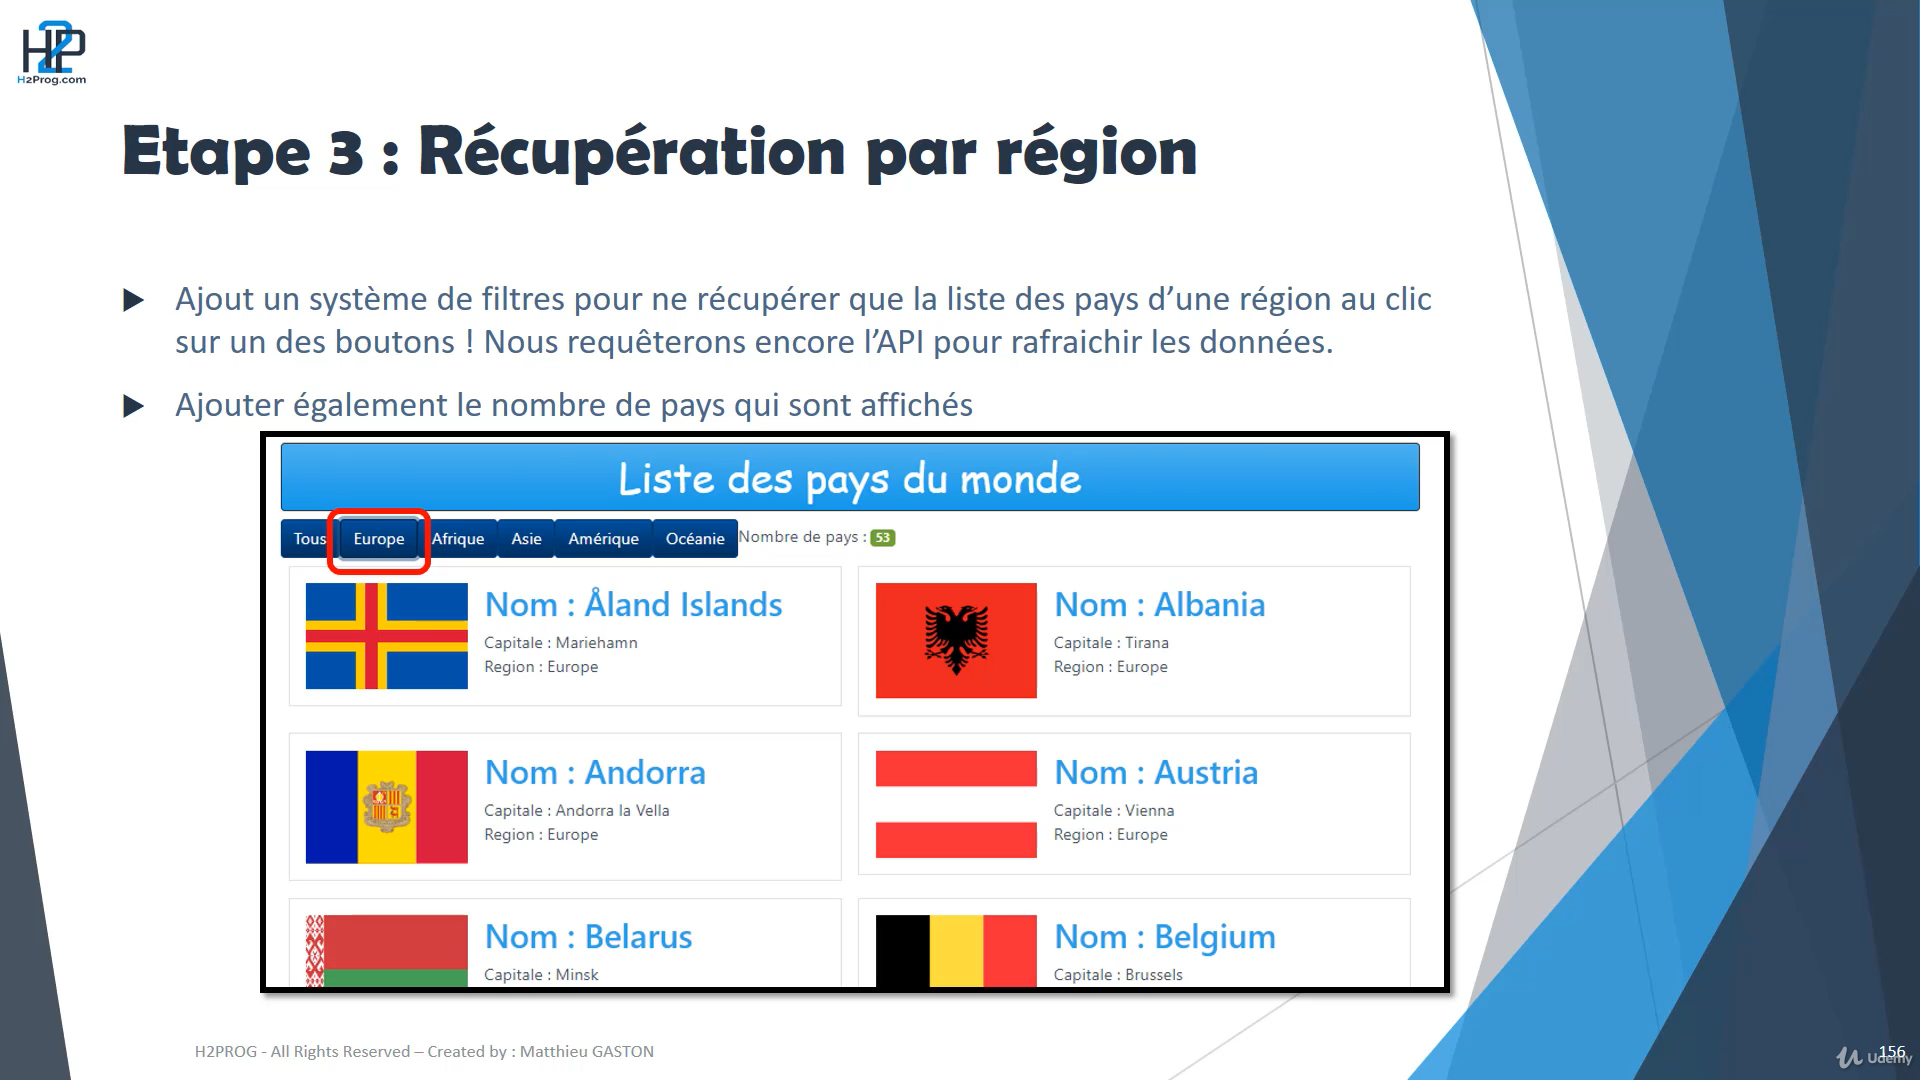 H2P
H2Prog.com
Etape 3 : Récupération par région
Ajout un système de filtres pour ne récupérer que la liste des pays d’une région au clic
sur un des boutons ! Nous requêterons encore l’API pour rafraichir les données.
Ajouter également le nombre de pays qui sont affichés
Liste des pays du monde
Tous Europe Afrique Asie Amérique Océanie Nombre de pays : 53
Nom : Åland Islands
Capitale : Mariehamn
Region : Europe
Nom : Albania
Capitale : Tirana
Region : Europe
Nom : Andorra
Capitale : Andorra la Vella
Region : Europe
Nom : Austria
Capitale : Vienna
Region : Europe
Nom : Belarus
Capitale : Minsk
Nom : Belgium
Capitale : Brussels
H2PROG - All Rights Reserved – Created by : Matthieu GASTON
156
Udemy